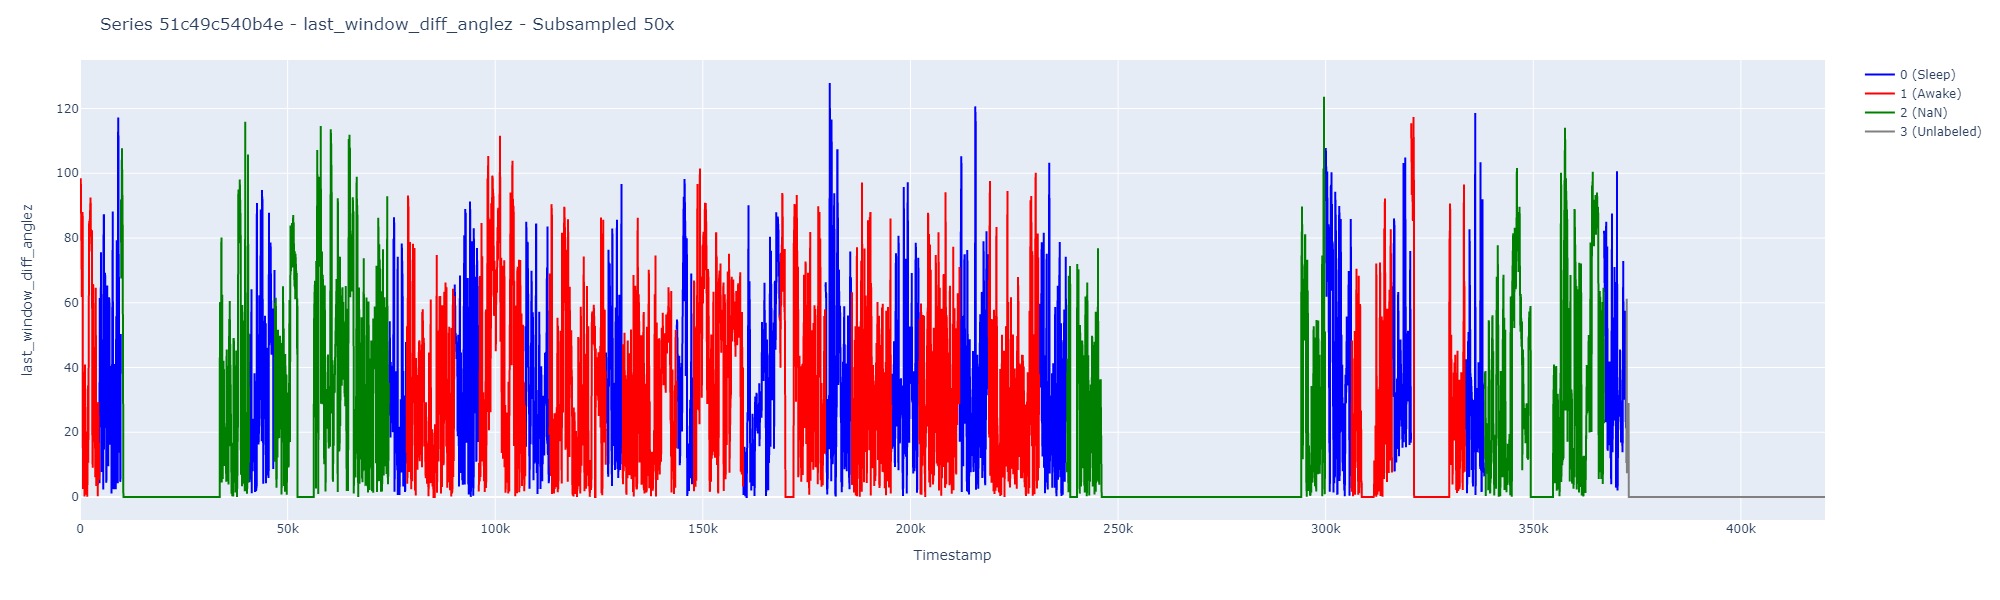 Series 51c49c540b4e - last_window_diff_anglez - Subsampled 50x
0 (Sleep)
1 (Awake)
2 (NaN)
3 (Unlabeled)
last_window_diff_anglez
120
100
80
60
40
20
0
0
50k
100k
150k
200k
250k
300k
350k
400k
Timestamp